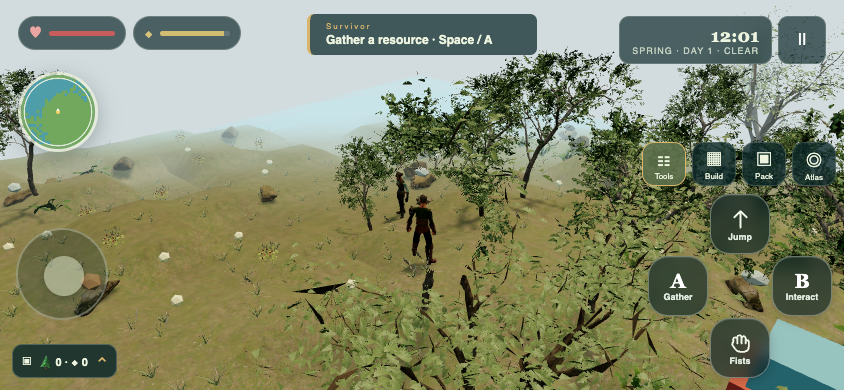 Survivor
Gather a resource · Space / A
12:01
SPRING · DAY 1 · CLEAR
Tools
Build
Pack
Atlas
Jump
A
Gather
B
Interact
Fists
0 · ◆ 0